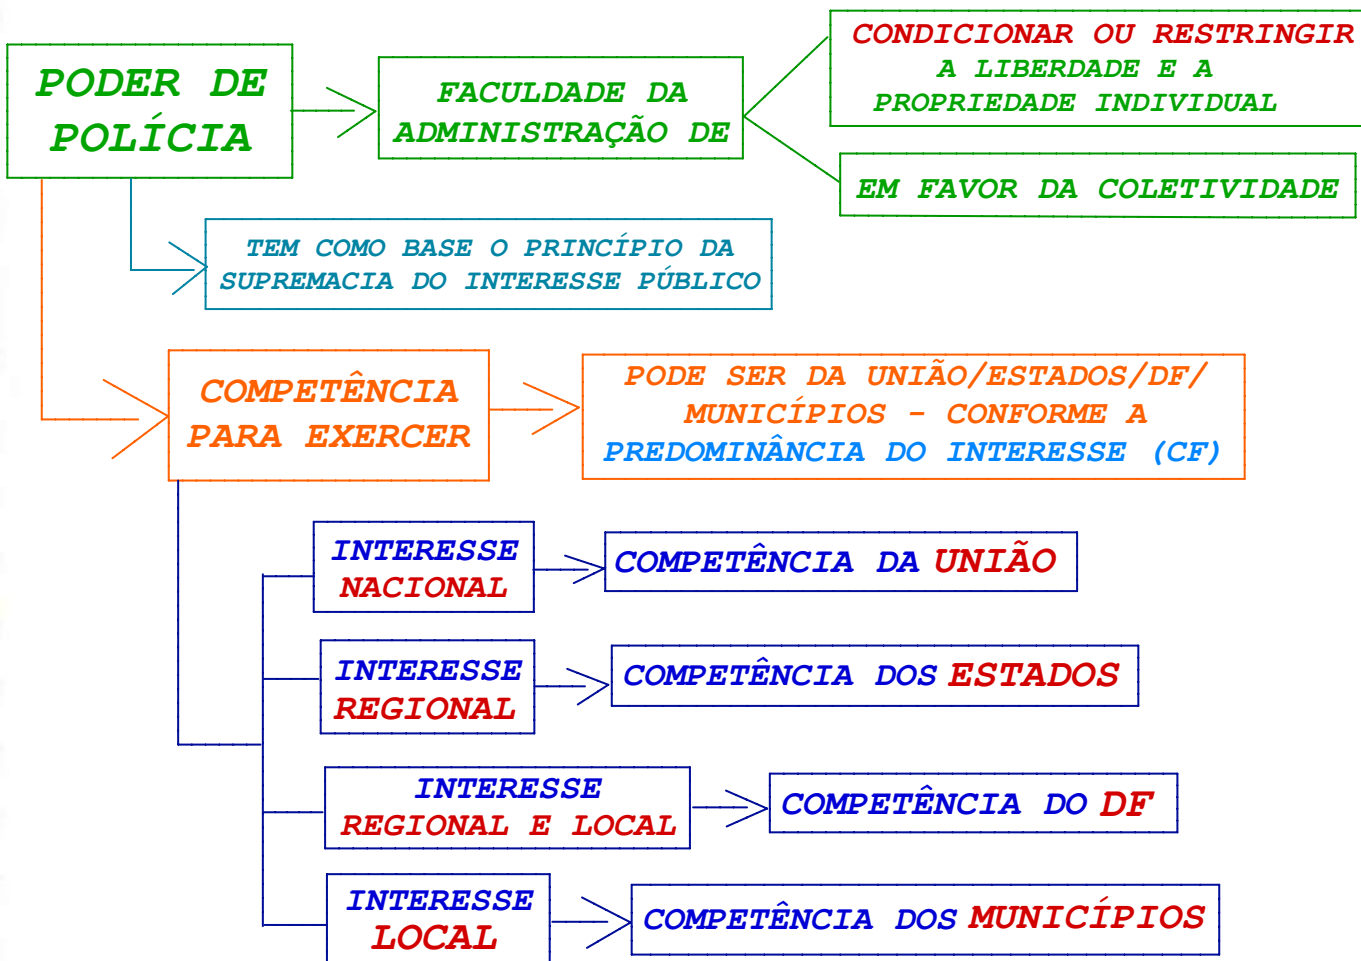 PODER DE
POLÍCIA
FACULDADE DA
ADMINISTRAÇÃO DE
CONDICIONAR OU RESTRINGIR
A LIBERDADE E A
PROPRIEDADE INDIVIDUAL
EM FAVOR DA COLETIVIDADE
TEM COMO BASE O PRINCÍPIO DA
SUPREMACIA DO INTERESSE PÚBLICO
COMPETÊNCIA
PARA EXERCER
PODE SER DA UNIÃO/ESTADOS/DF/
MUNICÍPIOS - CONFORME A
PREDOMINÂNCIA DO INTERESSE (CF)
INTERESSE
NACIONAL
COMPETÊNCIA DA UNIÃO
INTERESSE
REGIONAL
COMPETÊNCIA DOS ESTADOS
INTERESSE
REGIONAL E LOCAL
COMPETÊNCIA DO DF
INTERESSE
LOCAL
COMPETÊNCIA DOS MUNICÍPIOS